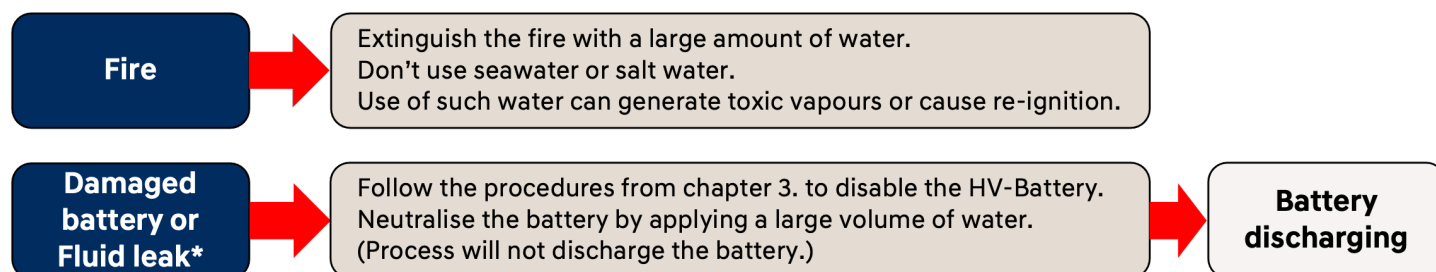 Fire
Extinguish the fire with a large amount of water.
Don't use seawater or salt water.
Use of such water can generate toxic vapours or cause re-ignition.
Damaged
battery or
Fluid leak*
Follow the procedures from chapter 3. to disable the HV-Battery.
Neutralise the battery by applying a large volume of water.
(Process will not discharge the battery.)
Battery
discharging